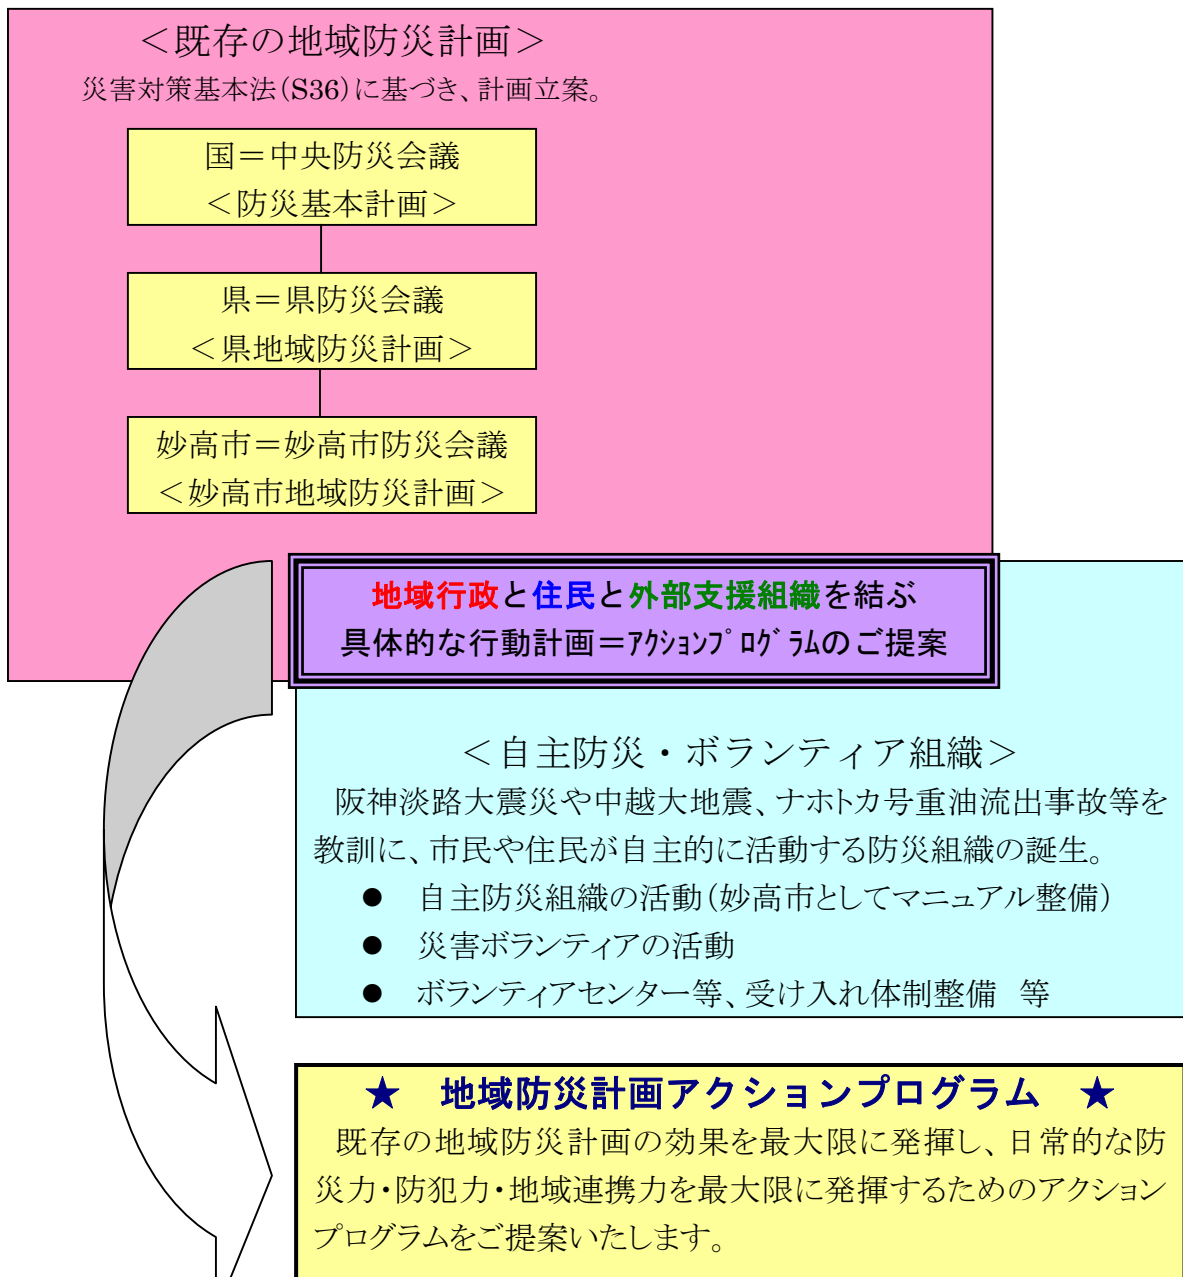 ＜既存の地域防災計画＞
災害対策基本法（S36）に基づき、計画立案。
国＝中央防災会議
＜防災基本計画＞
県＝県防災会議
＜県地域防災計画＞
妙高市＝妙高市防災会議
＜妙高市地域防災計画＞
地域行政と住民と外部支援組織を結ぶ
具体的な行動計画＝ｱｸｼｮﾝﾌﾟﾛｸﾞﾗﾑのご提案
＜自主防災・ボランティア組織＞
阪神淡路大震災や中越大地震、ナホトカ号重油流出事故等を
教訓に、市民や住民が自主的に活動する防災組織の誕生。
● 自主防災組織の活動（妙高市としてマニュアル整備）
● 災害ボランティアの活動
● ボランティアセンター等、受け入れ体制整備　等
★　地域防災計画アクションプログラム　★
既存の地域防災計画の効果を最大限に発揮し、日常的な防
災力・防犯力・地域連携力を最大限に発揮するためのアクション
プログラムをご提案いたします。